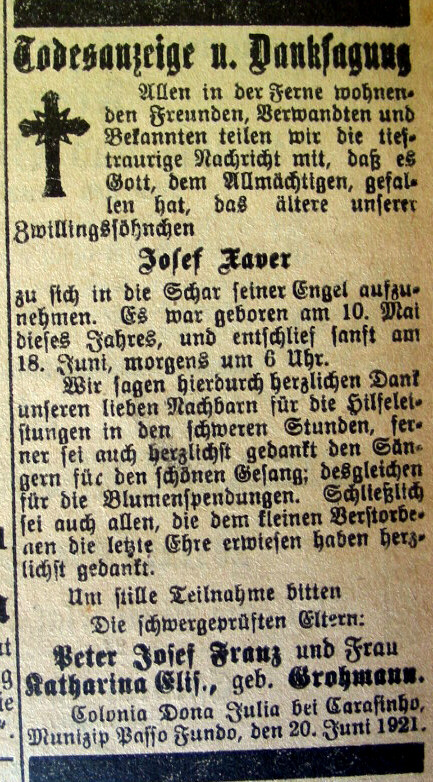 Todesanzeige u. Danksagung
Allen in der Ferne wohnen-
den Freunden, Verwandten und
Bekannten teilen wir die tief-
traurige Nachricht mit, daß es
Gott, dem Allmächtigen, gefal-
len hat, das ältere unserer
Zwillingssöhnchen
Josef Xaver
zu sich in die Schar seiner Engel aufzu-
nehmen. Es war geboren am 10. Mai
dieses Jahres, und entschlief sanft am
18. Juni, morgens um 6 Uhr.
Wir sagen hierdurch herzlichen Dank
unseren lieben Nachbarn für die Hilfelei-
stungen in den schweren Stunden, fer-
ner sei auch herzlichst gedankt den Sän-
gern für den schönen Gesang; desgleichen
für die Blumenspendungen. Schließlich
sei auch allen, die dem kleinen Verstorbe-
nen die letzte Ehre erwiesen haben herz-
lichst gedankt.
Um stille Teilnahme bitten
Die schwergeprüften Eltern:
Peter Josef Franz und Frau
Katharina Elis., geb. Grohmann.
Colonia Dona Julia bei Carasinho,
Munizip Passo Fundo, den 20. Juni 1921.